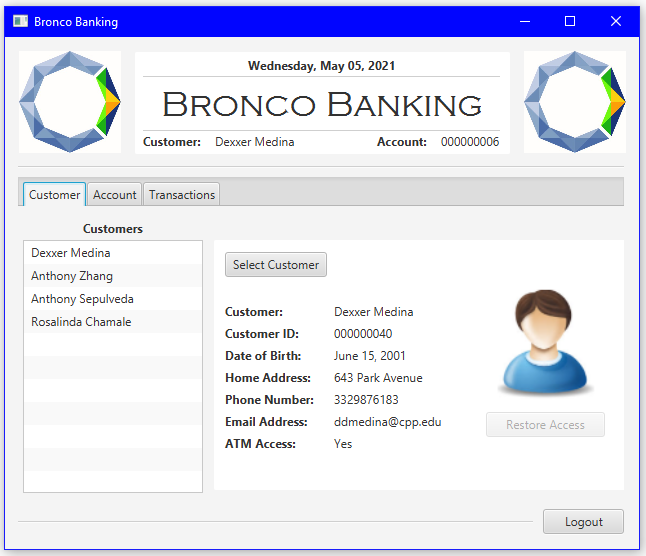 Bronco Banking
Wednesday, May 05, 2021
Bronco Banking
Customer: Dexxer Medina Account: 000000006
Customer Account Transactions
Customers
Dexxer Medina
Anthony Zhang
Anthony Sepulveda
Rosalinda Chamale
Select Customer
Customer: Dexxer Medina
Customer ID: 000000040
Date of Birth: June 15, 2001
Home Address: 643 Park Avenue
Phone Number: 3329876183
Email Address: ddmedina@cpp.edu
ATM Access: Yes
Restore Access
Logout